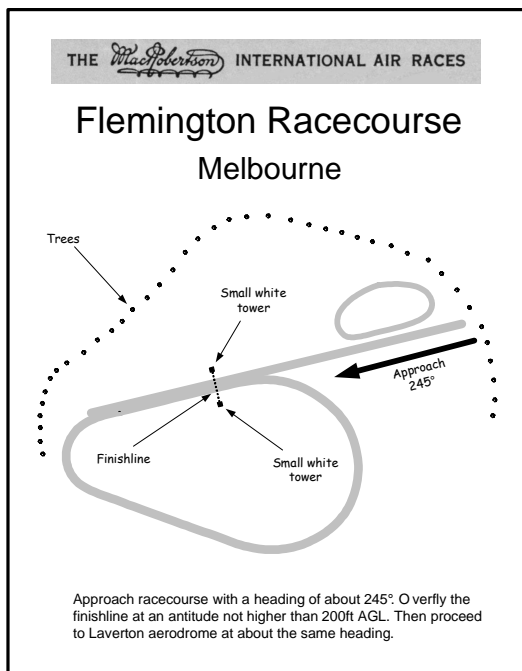 THE MacRobertson INTERNATIONAL AIR RACES
Flemington Racecourse
Melbourne
Trees
Small white
tower
Approach
245°
Finishline
Small white
tower
Approach racecourse with a heading of about 245°. O verfly the
finishline at an antitude not higher than 200ft AGL. Then proceed
to Laverton aerodrome at about the same heading.